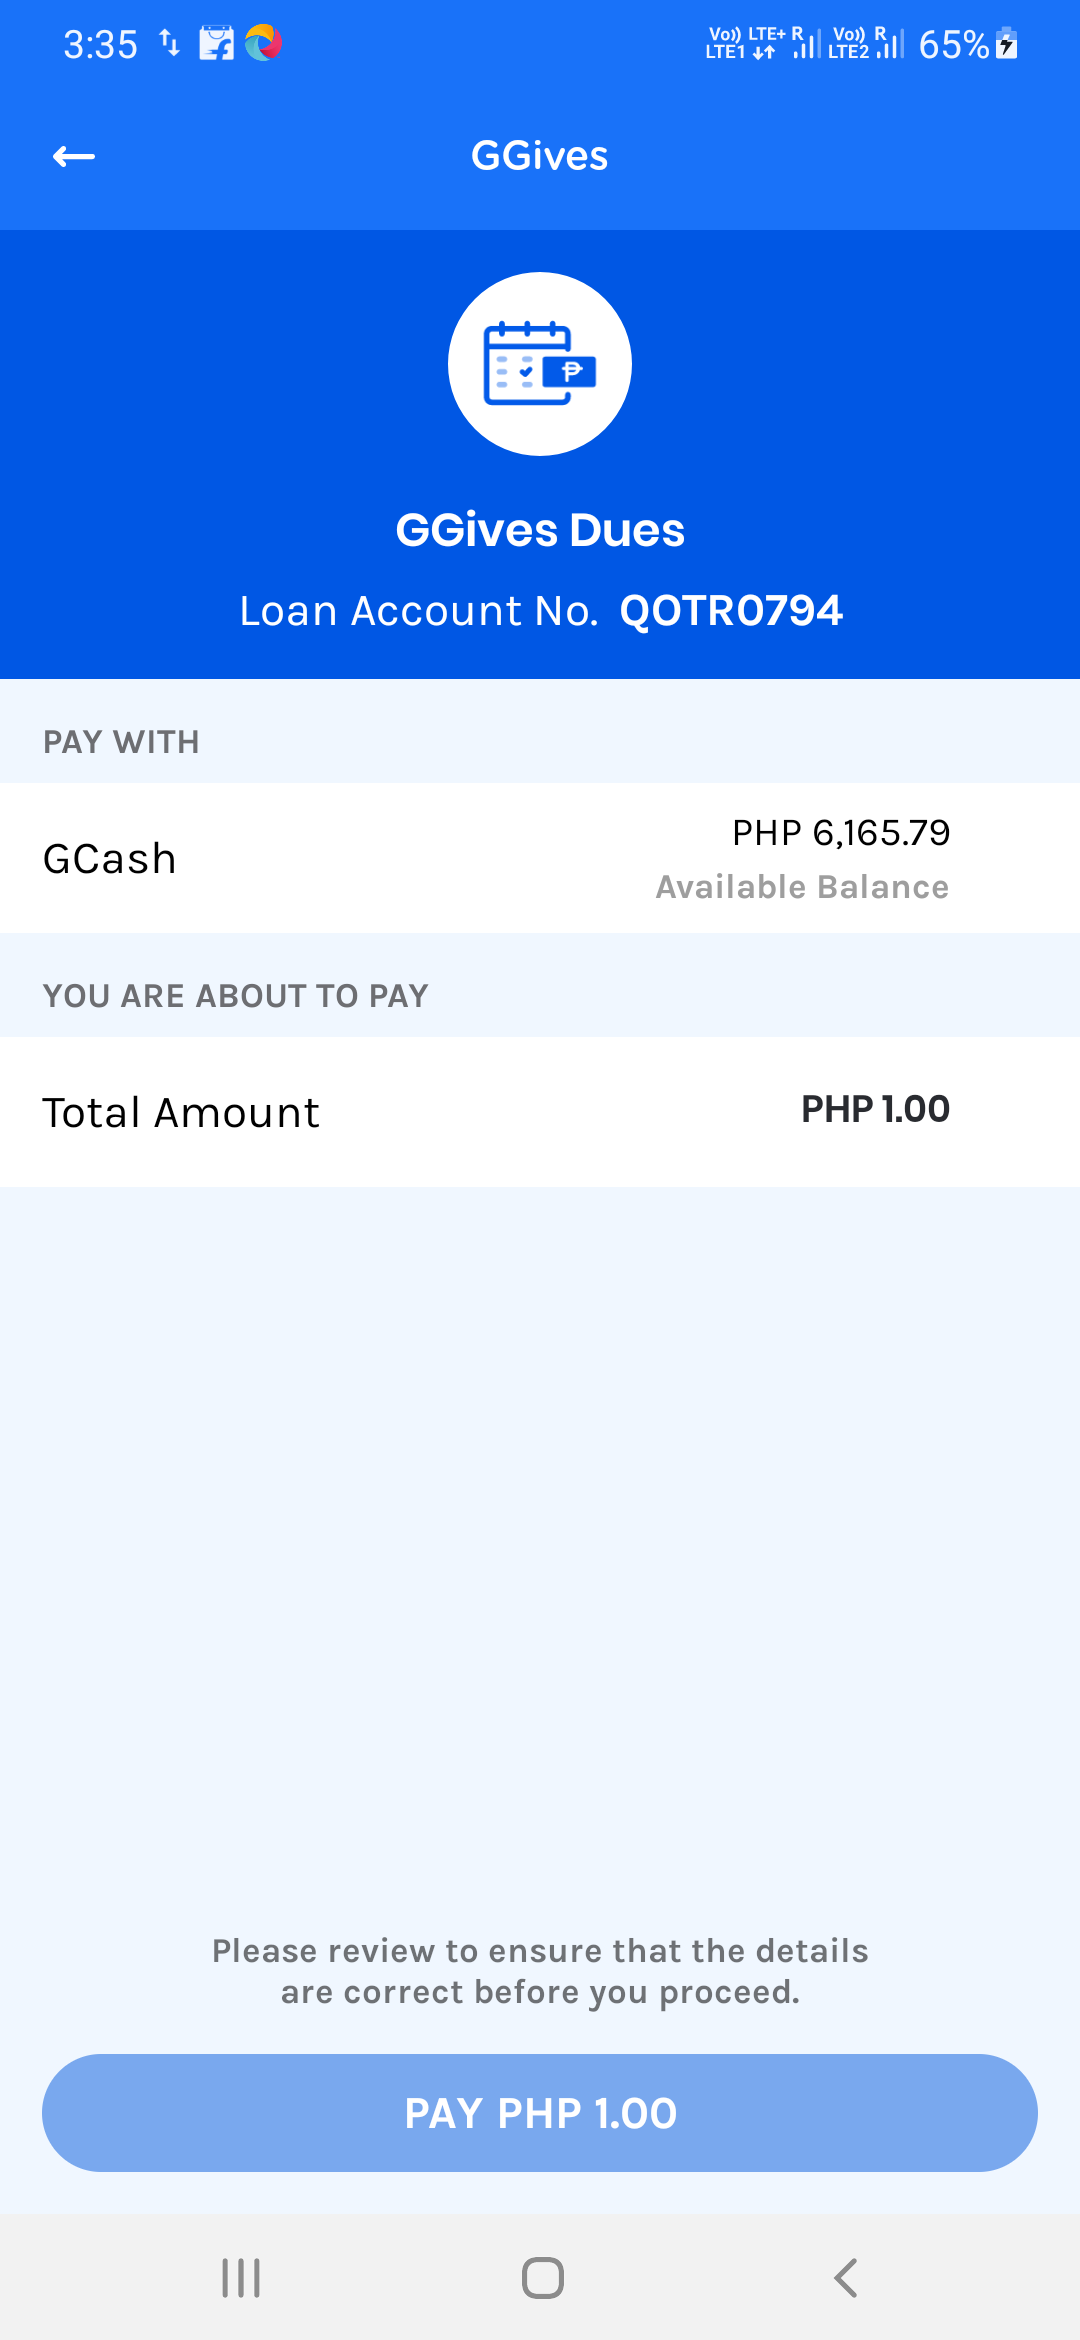 3:35
Vo)) LTE+ R Vo)) R
LTE1 LTE2 65%
GGives
₱
GGives Dues
Loan Account No. QOTR0794
PAY WITH
GCash
PHP 6,165.79
Available Balance
YOU ARE ABOUT TO PAY
Total Amount PHP 1.00
Please review to ensure that the details
are correct before you proceed.
PAY PHP 1.00